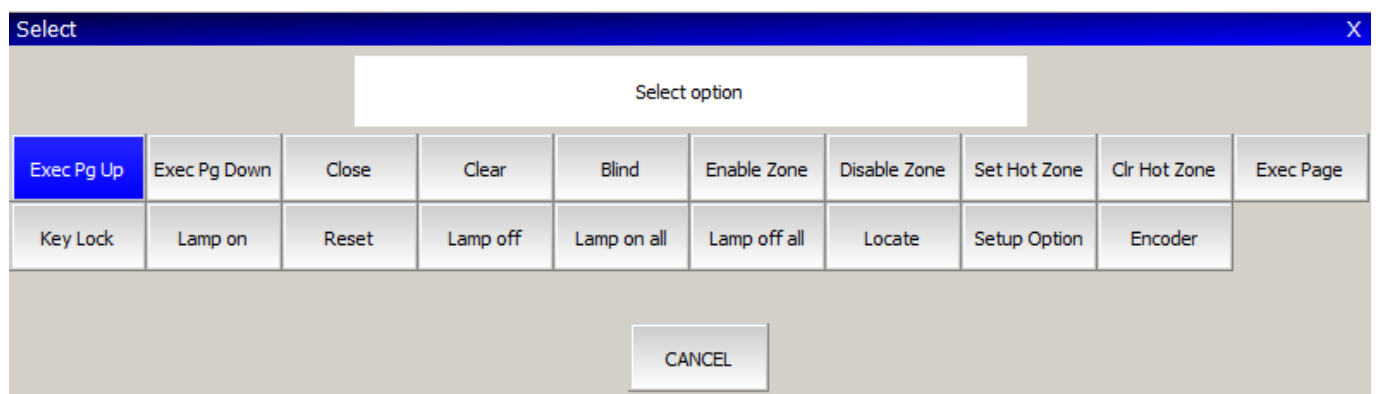 Select X
Select option
Exec Pg Up Exec Pg Down Close Clear Blind Enable Zone Disable Zone Set Hot Zone Clr Hot Zone Exec Page
Key Lock Lamp on Reset Lamp off Lamp on all Lamp off all Locate Setup Option Encoder
CANCEL